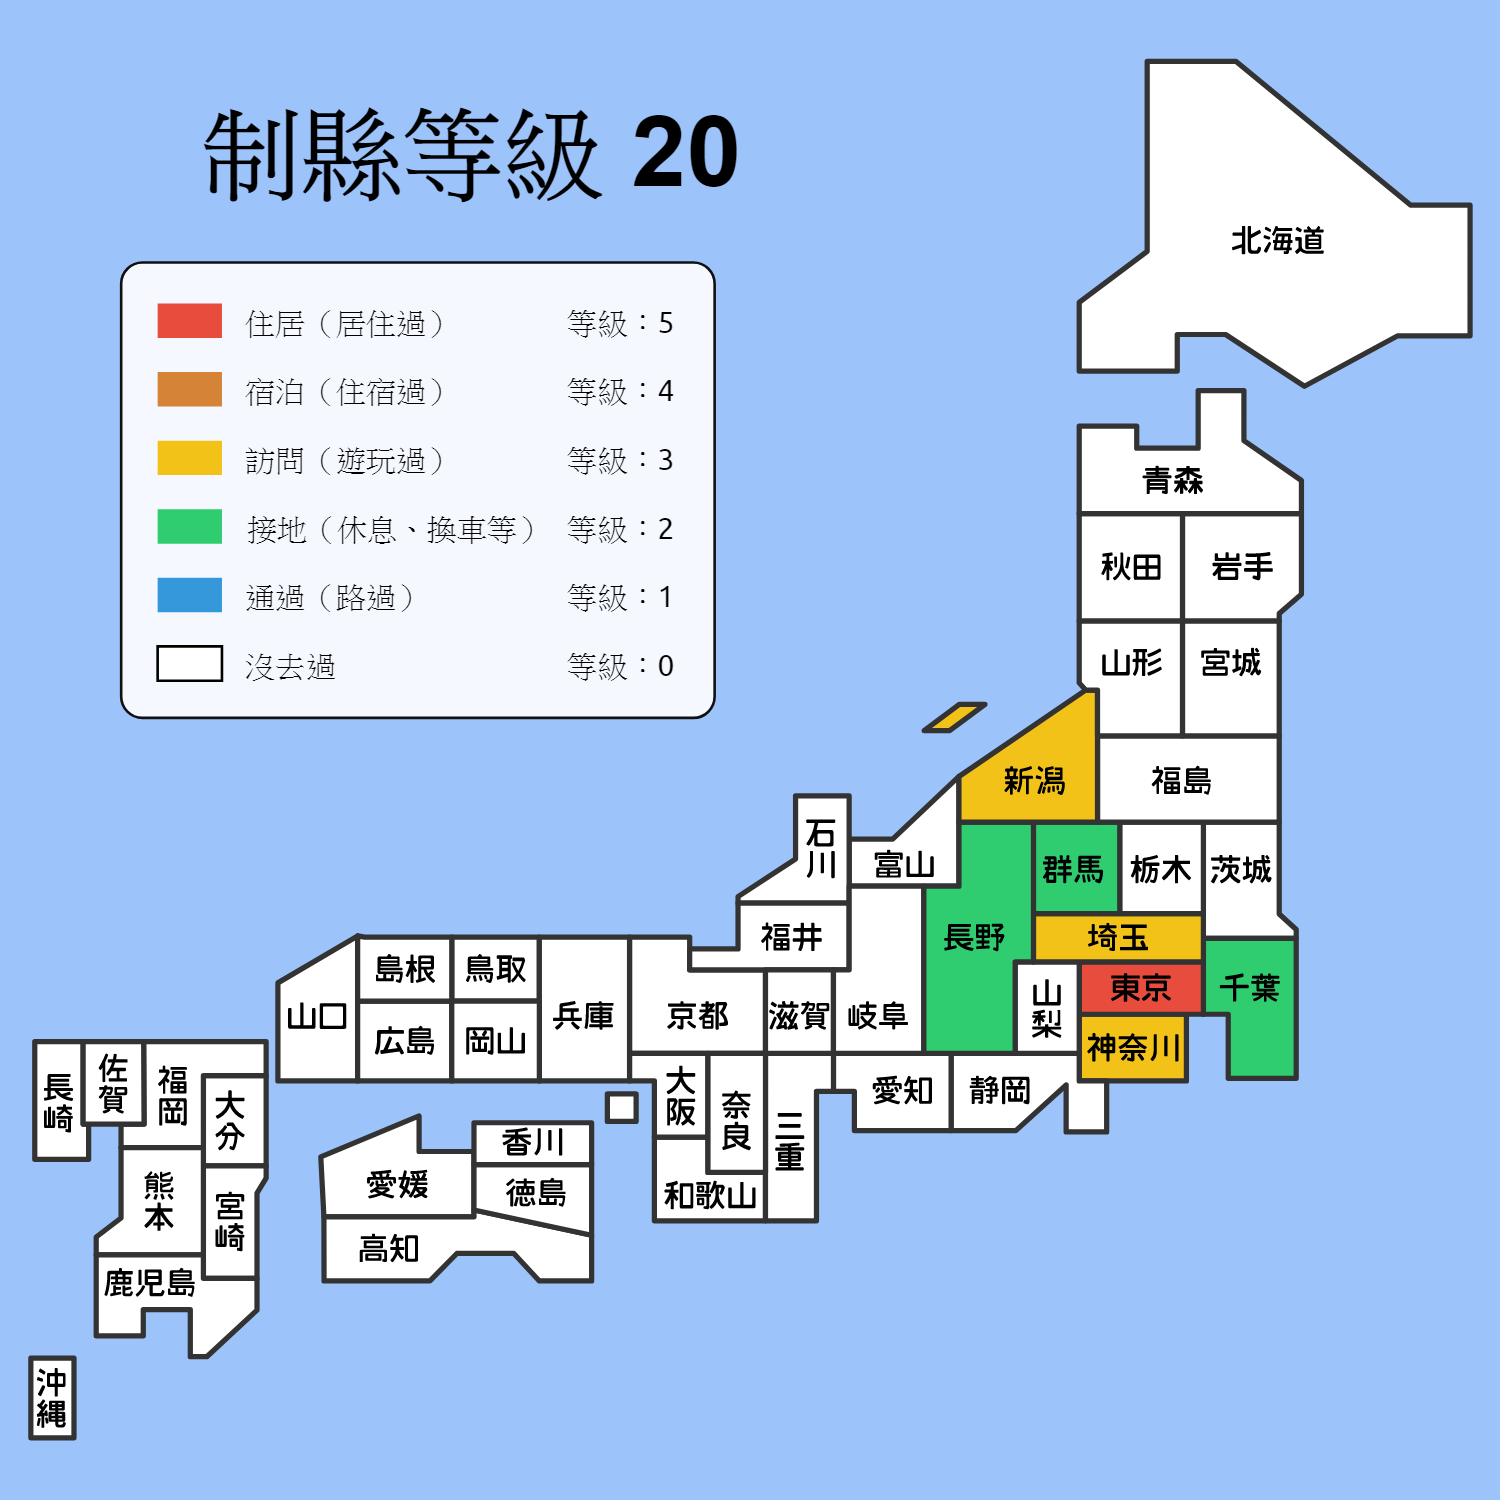 制縣等級 20
住居（居住過） 等級：5
宿泊（住宿過） 等級：4
訪問（遊玩過） 等級：3
接地（休息、換車等） 等級：2
通過（路過） 等級：1
沒去過 等級：0
北海道
青森
秋田
岩手
山形
宮城
新潟
福島
石川
富山
群馬
栃木
茨城
福井
長野
埼玉
島根
鳥取
東京
千葉
山口
広島
岡山
兵庫
京都
滋賀
岐阜
山梨
神奈川
長崎
佐賀
福岡
大分
大阪
奈良
三重
愛知
静岡
香川
愛媛
徳島
和歌山
熊本
宮崎
高知
鹿児島
沖縄